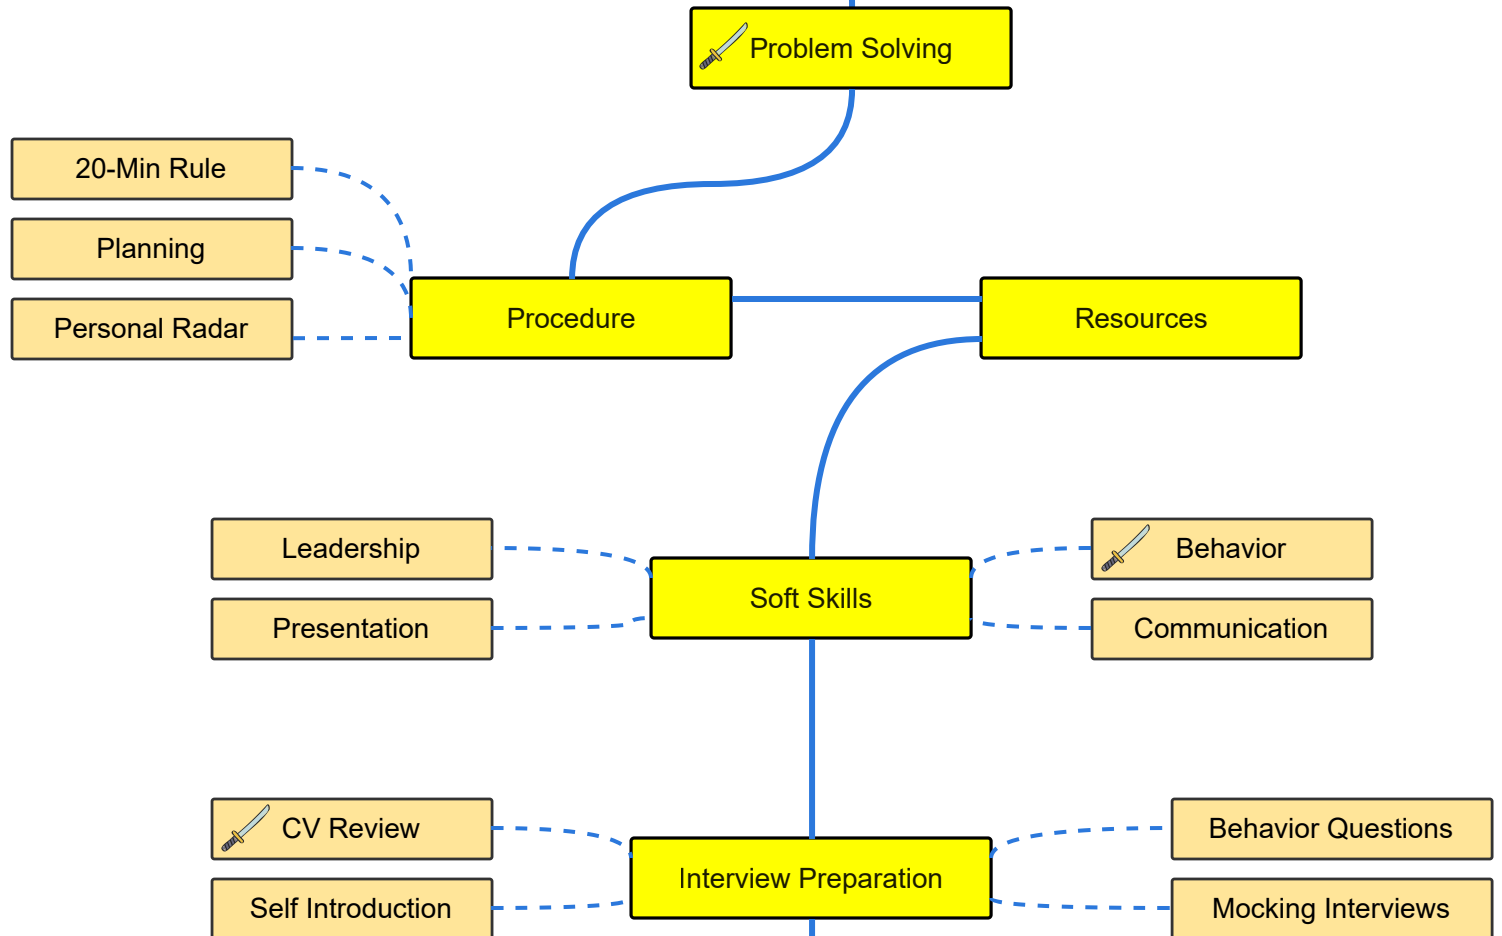 Problem Solving
20-Min Rule
Planning
Personal Radar
Procedure
Resources
Leadership
Presentation
Soft Skills
Behavior
Communication
CV Review
Self Introduction
Interview Preparation
Behavior Questions
Mocking Interviews